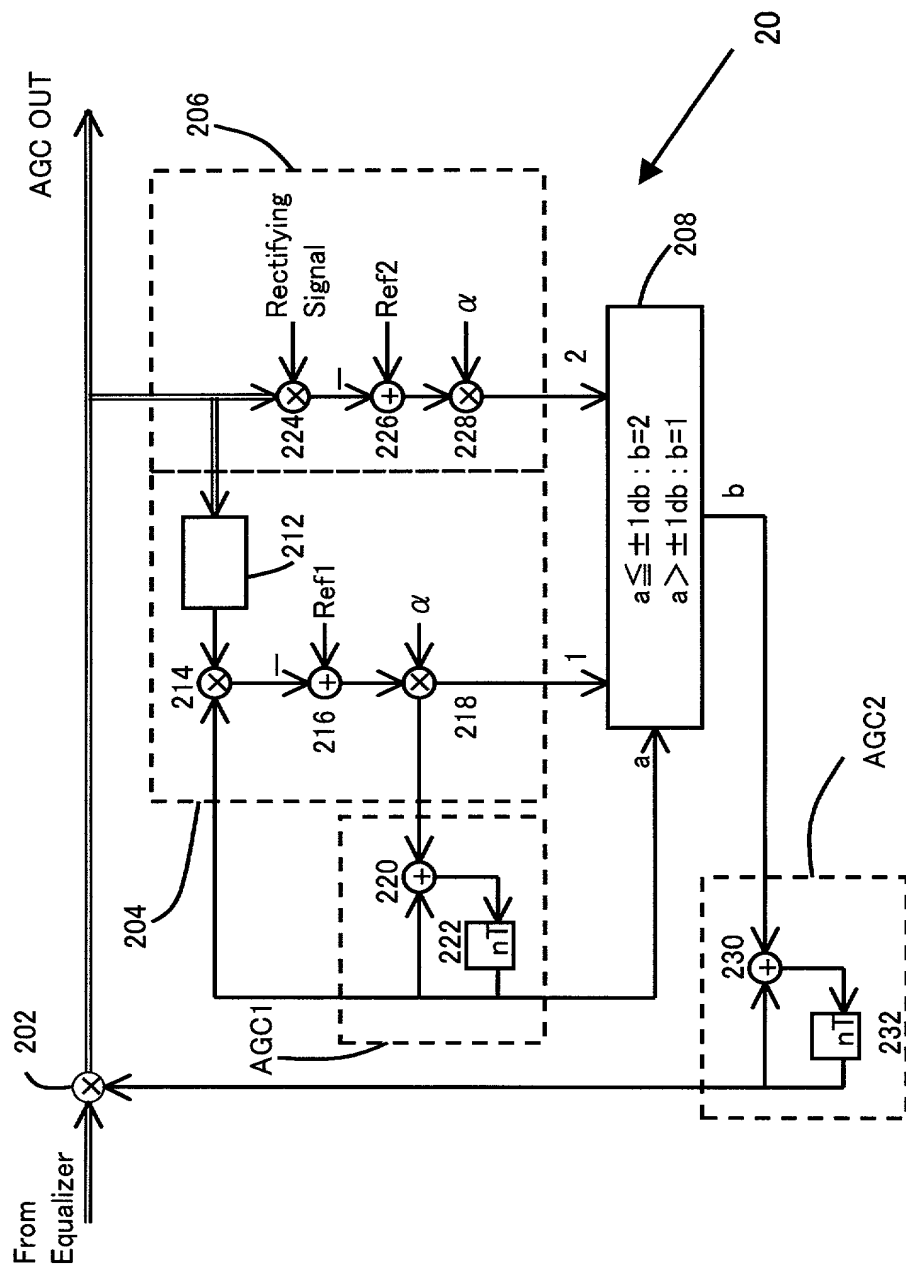 From
Equalizer
202
AGC OUT
206
204
212
214
216
Ref1
α
218
Rectifying
Signal
224
Ref2
226
α
228
20
208
1
2
a
a≦±1db : b=2
a>±1db : b=1
b
AGC1
220
222
nT
AGC2
230
nT
232